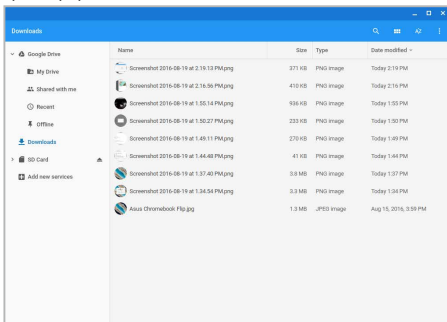 Downloads
Google Drive
My Drive
Shared with me
Recent
Offline
Downloads
SD Card
Add new services
Name Size Type Date modified
Screenshot 2016-08-19 at 2.19.13 PM.png 371 KB PNG image Today 2:19 PM
Screenshot 2016-08-19 at 2.16.56 PM.png 410 KB PNG image Today 2:16 PM
Screenshot 2016-08-19 at 1.55.14 PM.png 936 KB PNG image Today 1:55 PM
Screenshot 2016-08-19 at 1.50.27 PM.png 233 KB PNG image Today 1:50 PM
Screenshot 2016-08-19 at 1.49.11 PM.png 270 KB PNG image Today 1:49 PM
Screenshot 2016-08-19 at 1.44.48 PM.png 41 KB PNG image Today 1:44 PM
Screenshot 2016-08-19 at 1.37.40 PM.png 3.8 MB PNG image Today 1:37 PM
Screenshot 2016-08-19 at 1.34.54 PM.png 3.3 MB PNG image Today 1:34 PM
Asus Chromebook Flip.jpg 1.3 MB JPEG image Aug 15, 2016, 3:59 PM